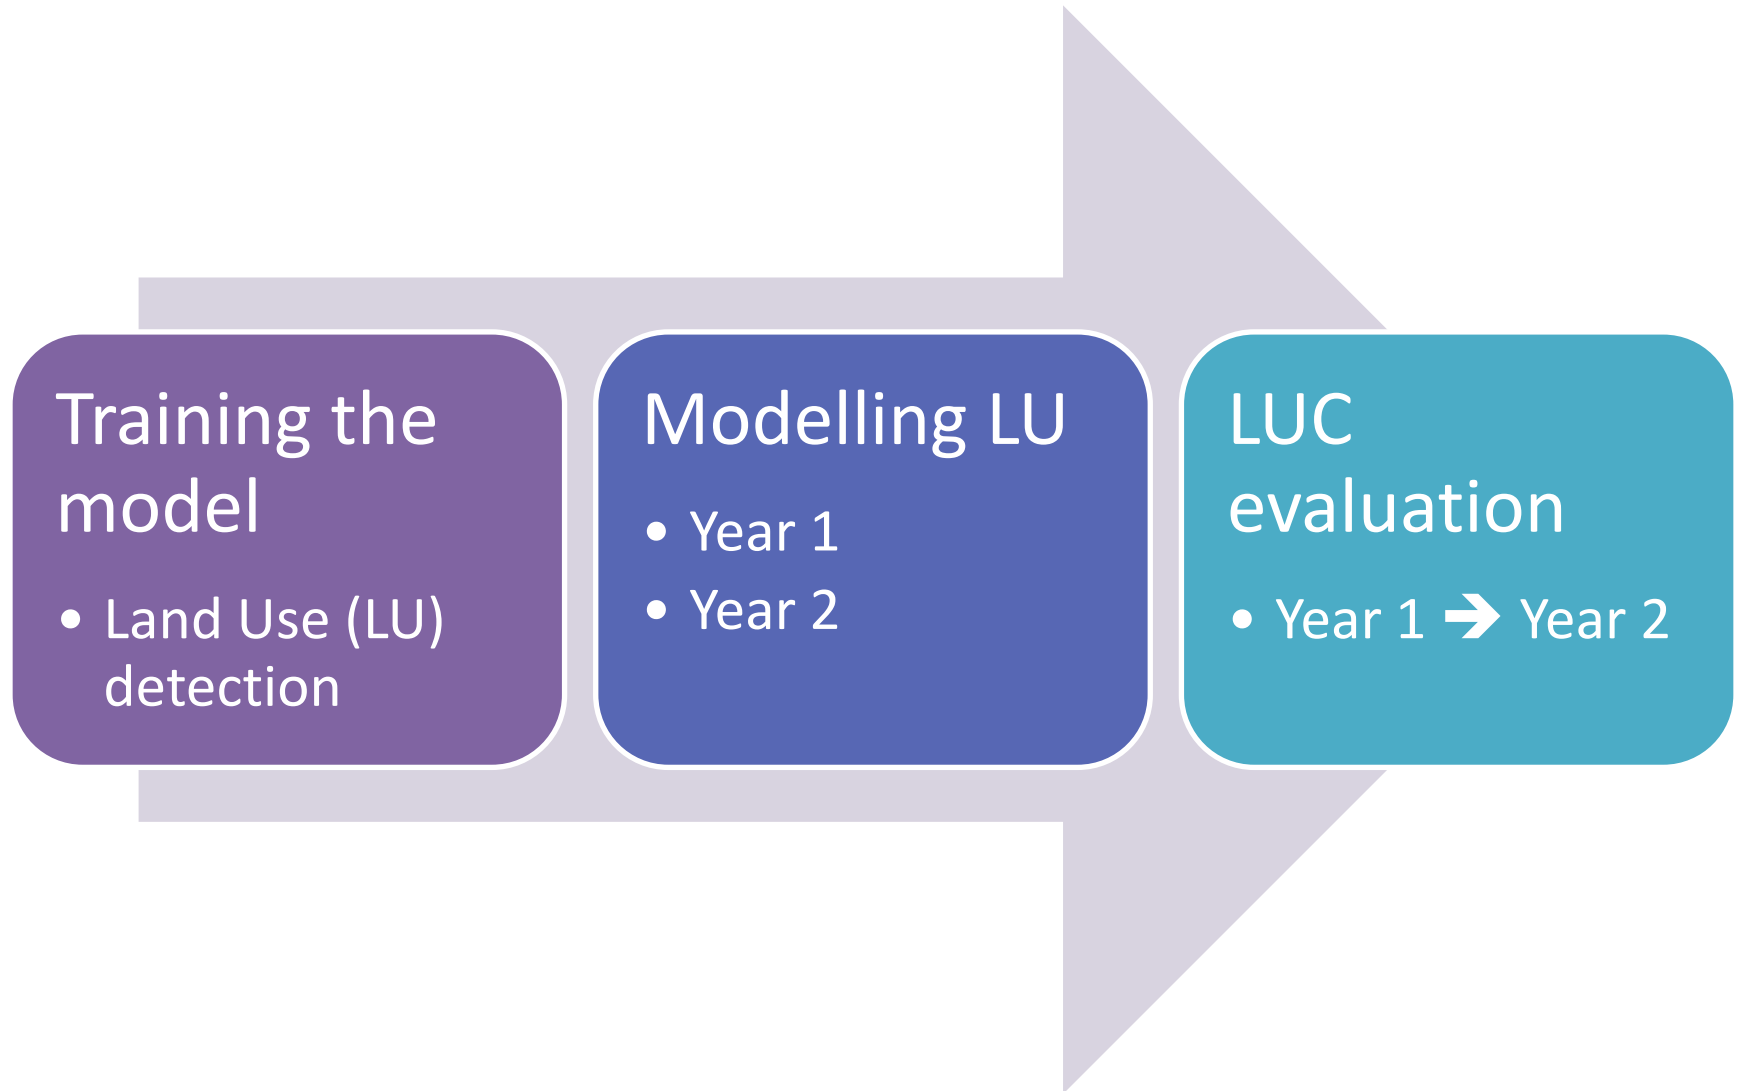 Training the
model
• Land Use (LU)
detection
Modelling LU
• Year 1
• Year 2
LUC
evaluation
• Year 1 → Year 2